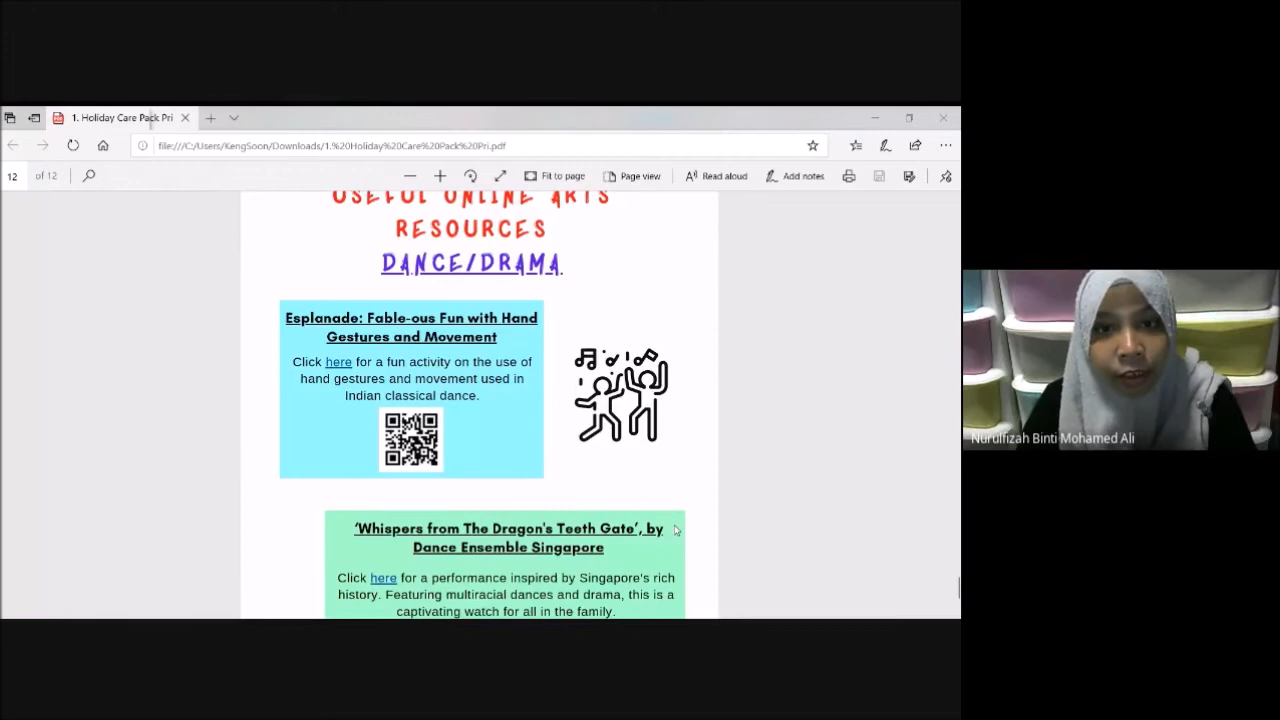 1. Holiday Care Pack Pri
file:///C:/Users/KengSoon/Downloads/1.%20Holiday%20Care%20Pack%20Pri.pdf
12 of 12
Fit to page
Page view
Read aloud
Add notes
USEFUL ONLINE ARTS
RESOURCES
DANCE/DRAMA
Esplanade: Fable-ous Fun with Hand
Gestures and Movement
Click here for a fun activity on the use of
hand gestures and movement used in
Indian classical dance.
'Whispers from The Dragon's Teeth Gate', by
Dance Ensemble Singapore
Click here for a performance inspired by Singapore's rich
history. Featuring multiracial dances and drama, this is a
captivating watch for all in the family.
Nurulfizah Binti Mohamed Ali